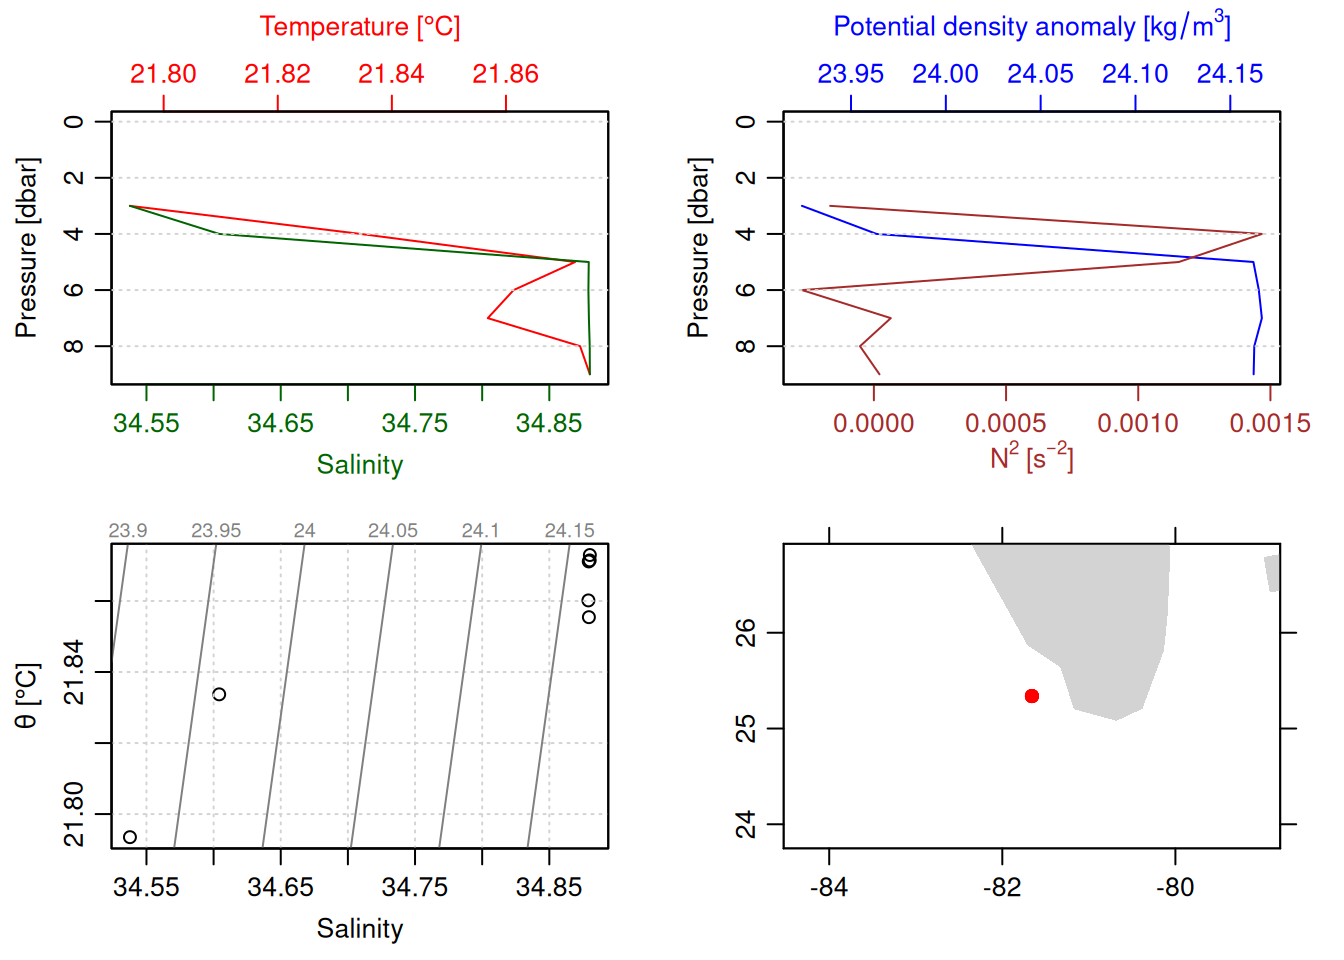 Temperature [°C]
21.80 21.82 21.84 21.86
Pressure [dbar]
0
2
4
6
8
34.55 34.65 34.75 34.85
Salinity
Potential density anomaly [kg/m³]
23.95 24.00 24.05 24.10 24.15
Pressure [dbar]
0
2
4
6
8
0.0000 0.0005 0.0010 0.0015
N² [s⁻²]
23.9 23.95 24 24.05 24.1 24.15
θ [°C]
21.84
21.80
34.55 34.65 34.75 34.85
Salinity
26
25
24
-84 -82 -80